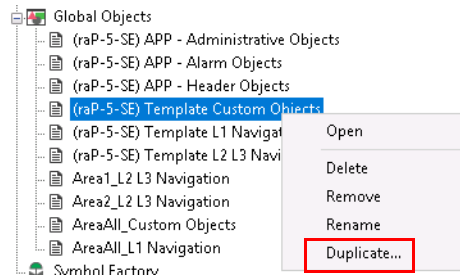 Global Objects
(raP-5-SE) APP - Administrative Objects
(raP-5-SE) APP - Alarm Objects
(raP-5-SE) APP - Header Objects
(raP-5-SE) Template Custom Objects
(raP-5-SE) Template L1 Navigat
(raP-5-SE) Template L2 L3 Navi
Area1_L2 L3 Navigation
Area2_L2 L3 Navigation
AreaAll_Custom Objects
AreaAll_L1 Navigation
Symbol Factory
Open
Delete
Remove
Rename
Duplicate...